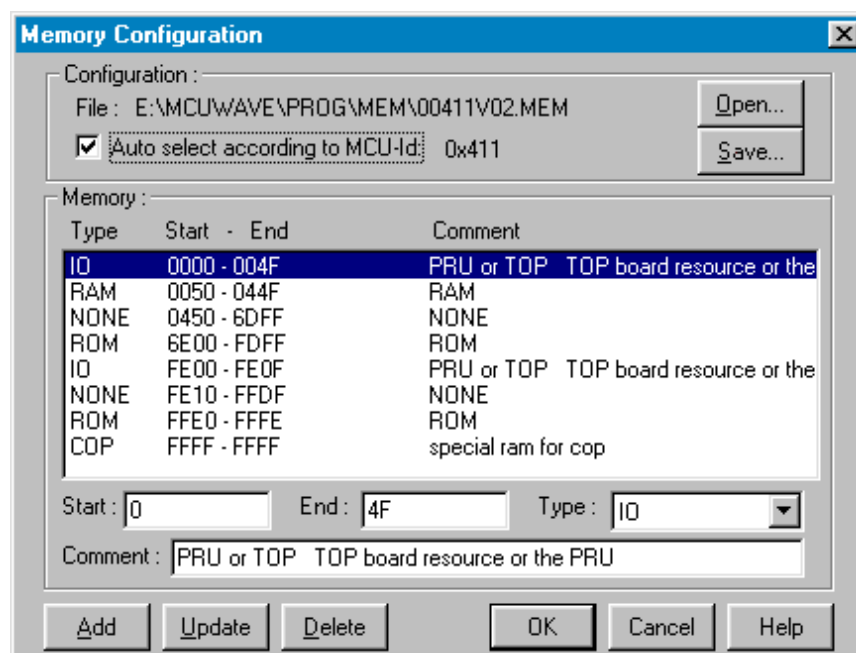 Memory Configuration
Configuration :
File : E:\MCUWAVE\PROG\MEM\00411V02.MEM
Open...
Auto select according to MCU-Id: 0x411
Save...
Memory :
Type Start - End Comment
IO 0000 - 004F PRU or TOP TOP board resource or the
RAM 0050 - 044F RAM
NONE 0450 - 6DFF NONE
ROM 6E00 - FDFF ROM
IO FE00 - FE0F PRU or TOP TOP board resource or the
NONE FE10 - FFDF NONE
ROM FFE0 - FFFE ROM
COP FFFF - FFFF special ram for cop
Start : 0 End : 4F Type : IO
Comment : PRU or TOP TOP board resource or the PRU
Add Update Delete OK Cancel Help